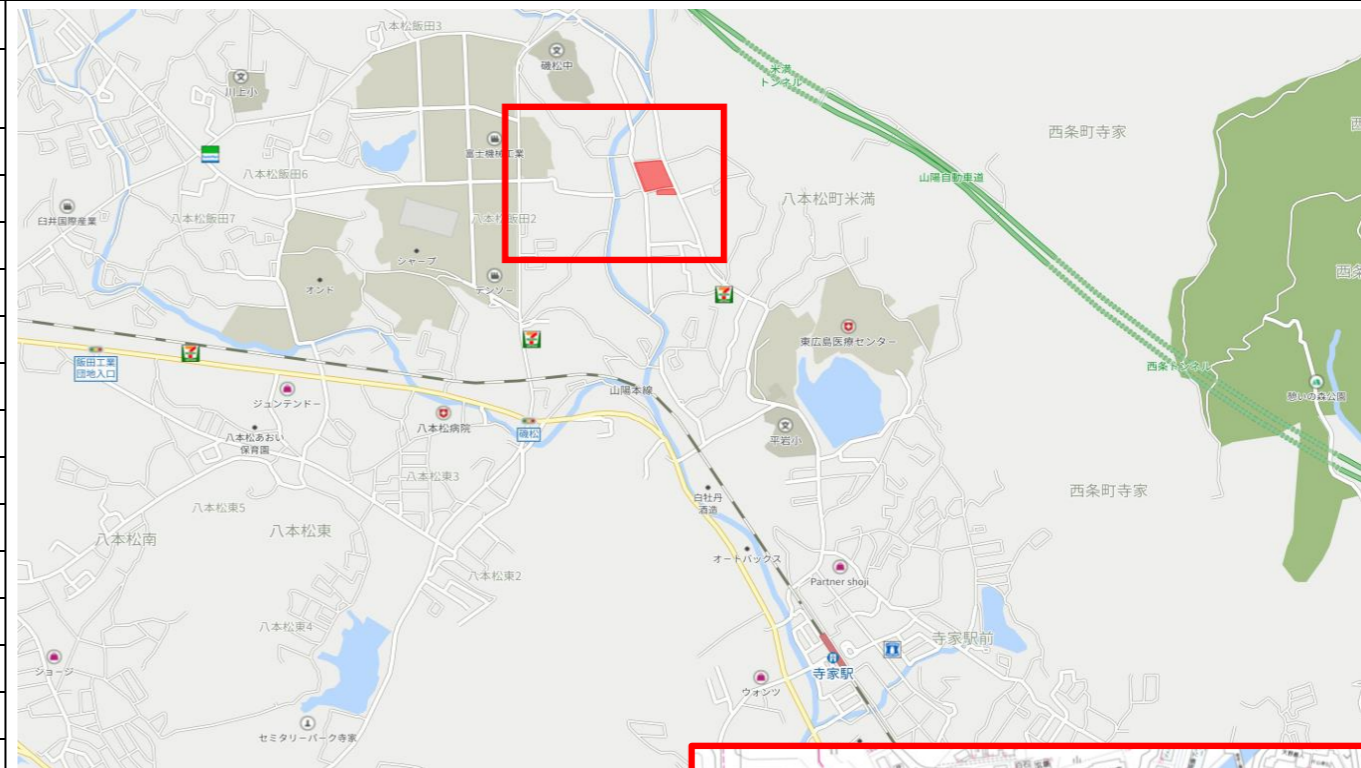 八本松飯田3
磯松中
川上小
米満
トンネル
西条町寺家
富士機械工業
八本松飯田6
山陽自動車道
八本松町米満
臼井国際産業
八本松飯田7
八本松飯田2
シャープ
オンド
デンソー
東広島医療センター
飯田工業
団地入口
西条トンネル
山陽本線
憩いの森公園
ジュンテンドー
八本松病院
磯松
八本松あおい
保育園
平岩小
八本松東3
西条町寺家
白牡丹
酒造
八本松東5
八本松東
八本松南
オートバックス
八本松東2
Partner shoji
八本松東4
寺家駅前
ショージ
寺家駅
ウォンツ
セミタリーパーク寺家